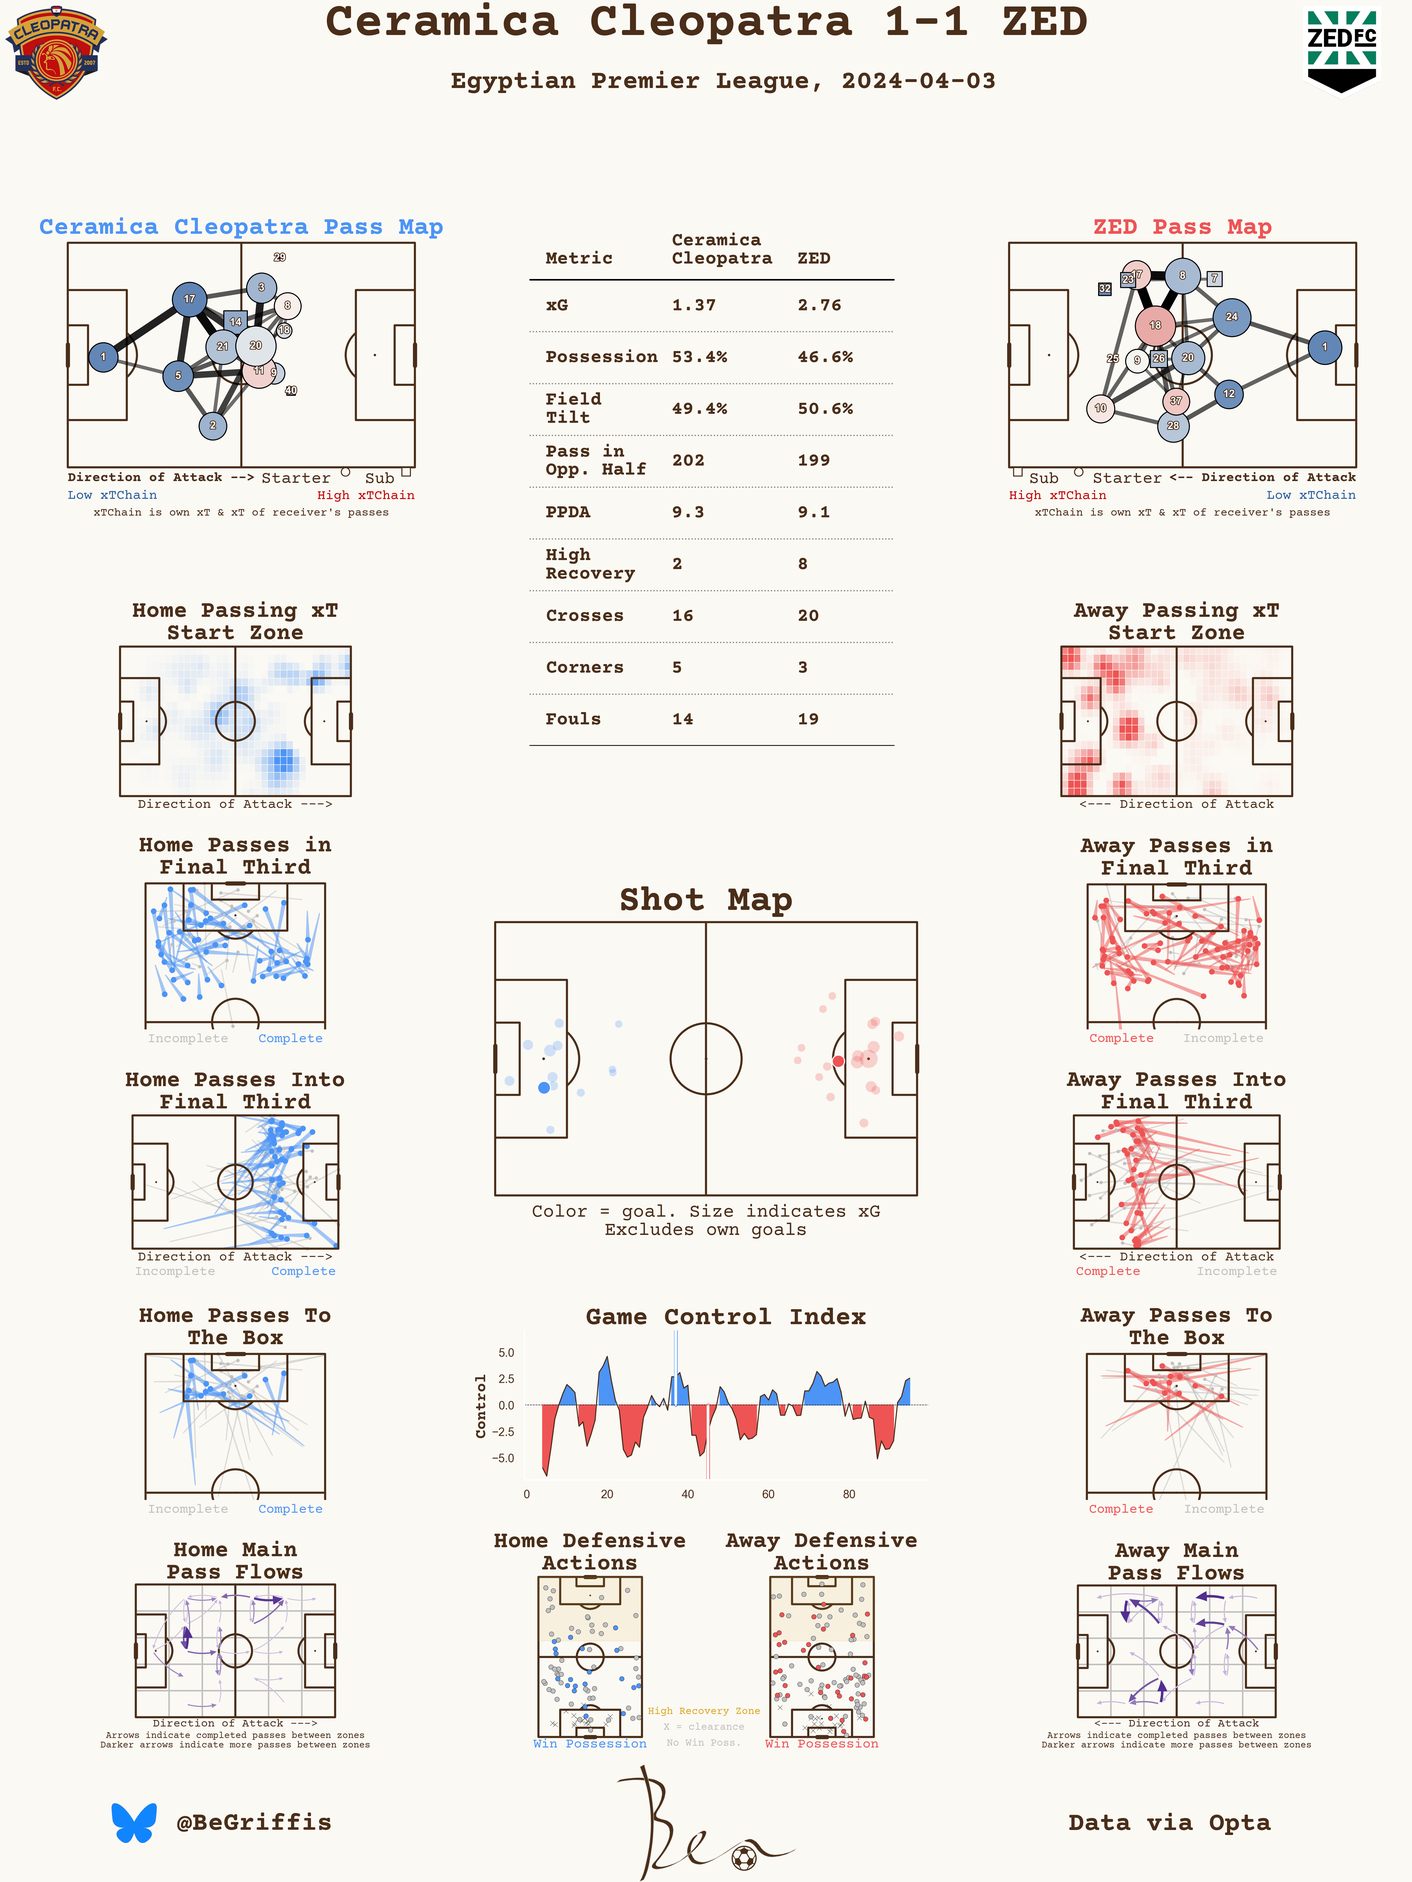 CLEOPATRA
ESTD
2007
F.C.
Ceramica Cleopatra 1-1 ZED
ZEDFC
Egyptian Premier League, 2024-04-03
Ceramica Cleopatra Pass Map
29
3
17
8
14
18
21
20
1
11
9
5
40
2
Direction of Attack --> Starter Sub
Low xTChain High xTChain
xTChain is own xT & xT of receiver's passes
Metric Ceramica Cleopatra ZED
xG 1.37 2.76
Possession 53.4% 46.6%
Field Tilt 49.4% 50.6%
Pass in Opp. Half 202 199
PPDA 9.3 9.1
High Recovery 2 8
Crosses 16 20
Corners 5 3
Fouls 14 19
ZED Pass Map
17
23
8
7
32
24
18
1
25
9
26
20
12
37
10
28
Sub Starter <-- Direction of Attack
High xTChain Low xTChain
xTChain is own xT & xT of receiver's passes
Home Passing xT
Start Zone
Direction of Attack --->
Away Passing xT
Start Zone
<--- Direction of Attack
Home Passes in
Final Third
Incomplete Complete
Away Passes in
Final Third
Complete Incomplete
Shot Map
Color = goal. Size indicates xG
Excludes own goals
Home Passes Into
Final Third
Direction of Attack --->
Incomplete Complete
Away Passes Into
Final Third
<--- Direction of Attack
Complete Incomplete
Home Passes To
The Box
Incomplete Complete
Game Control Index
Control
5.0
2.5
0.0
−2.5
−5.0
0 20 40 60 80
Away Passes To
The Box
Complete Incomplete
Home Main
Pass Flows
Direction of Attack --->
Arrows indicate completed passes between zones
Darker arrows indicate more passes between zones
Home Defensive
Actions
Win Possession
Away Defensive
Actions
Win Possession
High Recovery Zone
X = clearance
No Win Poss.
Away Main
Pass Flows
<--- Direction of Attack
Arrows indicate completed passes between zones
Darker arrows indicate more passes between zones
@BeGriffis
Ben
Data via Opta